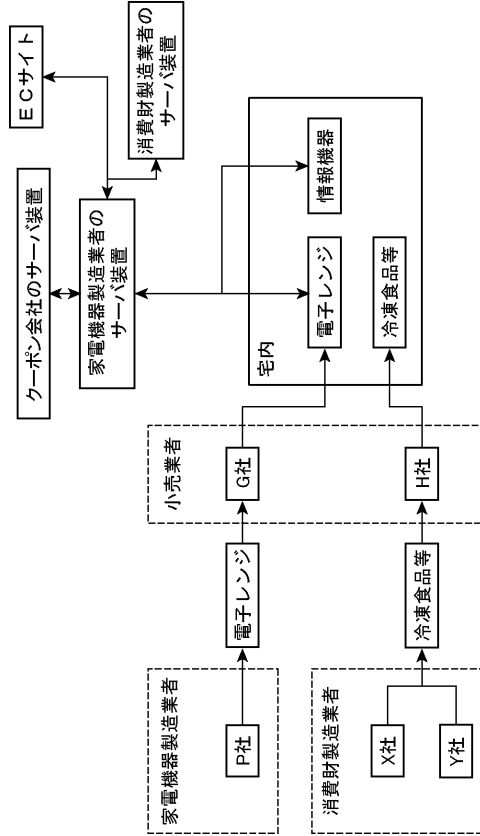 ECサイト
クーポン会社のサーバ装置
家電機器製造業者の
サーバ装置
消費財製造業者の
サーバ装置
家電機器製造業者
P社
電子レンジ
小売業者
G社
宅内
電子レンジ
情報機器
消費財製造業者
X社
Y社
冷凍食品等
H社
冷凍食品等